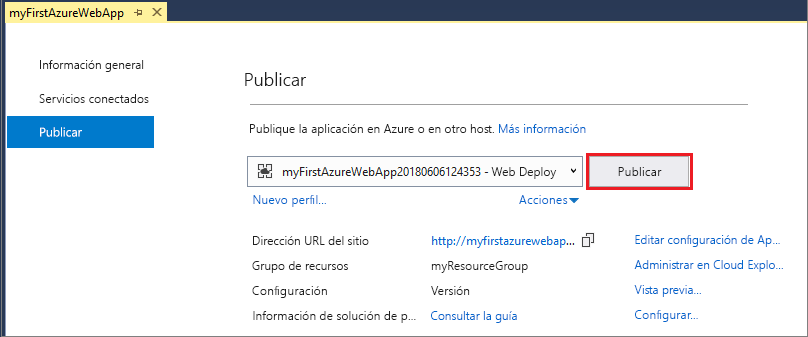 myFirstAzureWebApp
Información general
Servicios conectados
Publicar
Publicar
Publique la aplicación en Azure o en otro host. Más información
myFirstAzureWebApp20180606124353 - Web Deploy
Publicar
Nuevo perfil...
Acciones
Dirección URL del sitio http://myfirstazurewebap... Editar configuración de Ap...
Grupo de recursos myResourceGroup Administrar en Cloud Explo...
Configuración Versión Vista previa...
Información de solución de p... Consultar la guía Configurar...